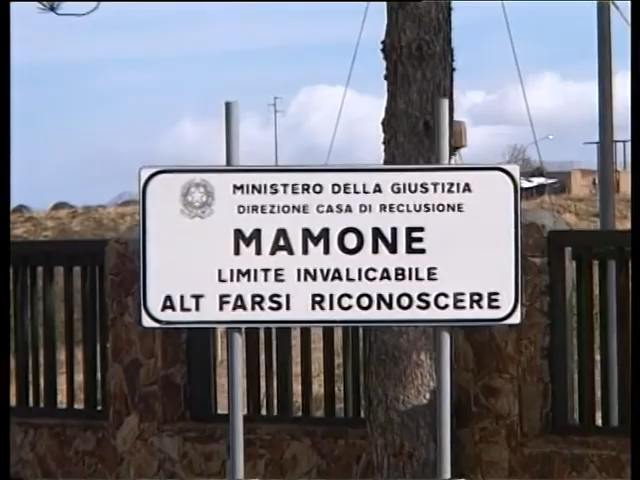 MINISTERO DELLA GIUSTIZIA
DIREZIONE CASA DI RECLUSIONE
MAMONE
LIMITE INVALICABILE
ALT FARSI RICONOSCERE